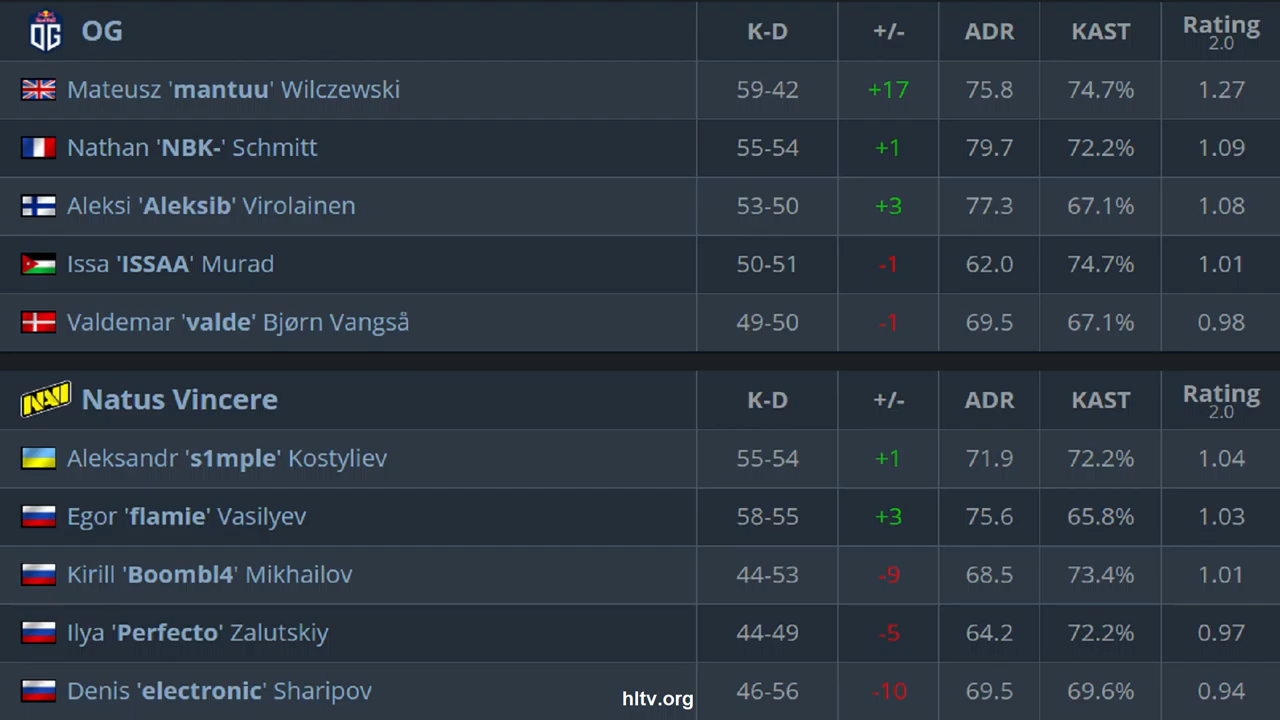 OG K-D +/- ADR KAST Rating 2.0
Mateusz 'mantuu' Wilczewski 59-42 +17 75.8 74.7% 1.27
Nathan 'NBK-' Schmitt 55-54 +1 79.7 72.2% 1.09
Aleksi 'Aleksib' Virolainen 53-50 +3 77.3 67.1% 1.08
Issa 'ISSAA' Murad 50-51 -1 62.0 74.7% 1.01
Valdemar 'valde' Bjørn Vangså 49-50 -1 69.5 67.1% 0.98
NAVI Natus Vincere K-D +/- ADR KAST Rating 2.0
Aleksandr 's1mple' Kostyliev 55-54 +1 71.9 72.2% 1.04
Egor 'flamie' Vasilyev 58-55 +3 75.6 65.8% 1.03
Kirill 'Boombl4' Mikhailov 44-53 -9 68.5 73.4% 1.01
Ilya 'Perfecto' Zalutskiy 44-49 -5 64.2 72.2% 0.97
Denis 'electronic' Sharipov 46-56 -10 69.5 69.6% 0.94
hltv.org